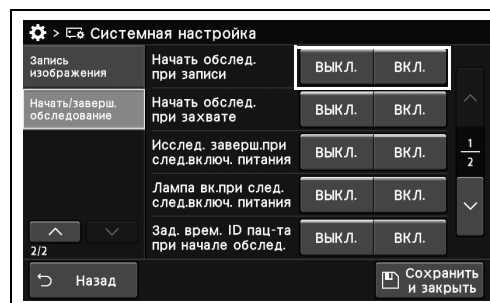 > Системная настройка
Запись
изображения
Начать/заверш.
обследование
2/2
Начать обслед.
при записи
ВЫКЛ. ВКЛ.
Начать обслед.
при захвате
ВЫКЛ. ВКЛ.
Исслед. заверш.при
след.включ. питания
ВЫКЛ. ВКЛ.
Лампа вк.при след.
след.включ. питания
ВЫКЛ. ВКЛ.
Зад. врем. ID пац-та
при начале обслед.
ВЫКЛ. ВКЛ.
1
2
Назад
Сохранить
и закрыть